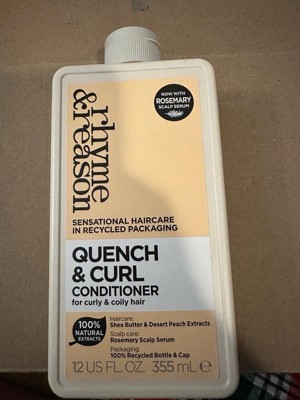 NOW WITH
ROSEMARY
SCALP SERUM
rhyme
&reason
SENSATIONAL HAIRCARE
IN RECYCLED PACKAGING
QUENCH
& CURL
CONDITIONER
for curly & coily hair
100%
NATURAL
EXTRACTS
Haircare:
Shea Butter & Desert Peach Extracts
Scalp care:
Rosemary Scalp Serum
Packaging:
100% Recycled Bottle & Cap
12 US FL. OZ. 355 mL ℮